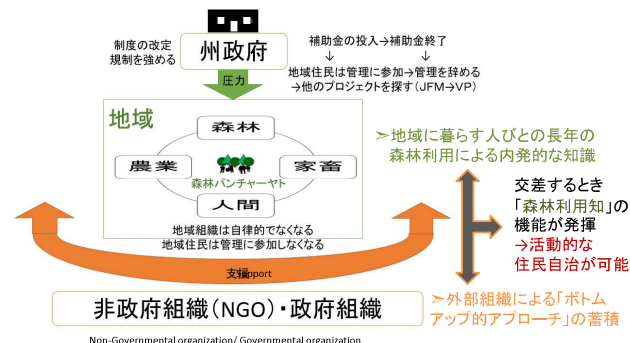 制度の改定
規制を強める
州政府
補助金の投入→補助金終了
↓ ↓
地域住民は管理に参加→管理を辞める
→他のプロジェクトを探す(JFM→VP)
圧力
地域
森林
農業
家畜
森林パンチャーヤト
人間
地域組織は自律的でなくなる
地域住民は管理に参加しなくなる
➣地域に暮らす人びとの長年の
森林利用による内発的な知識
交差するとき
「森林利用知」の
機能が発揮
→活動的な
住民自治が可能
支援
Support
非政府組織(NGO)・政府組織
➣外部組織による「ボトム
アップ的アプローチ」の蓄積
Non-Governmental organization/ Governmental organization